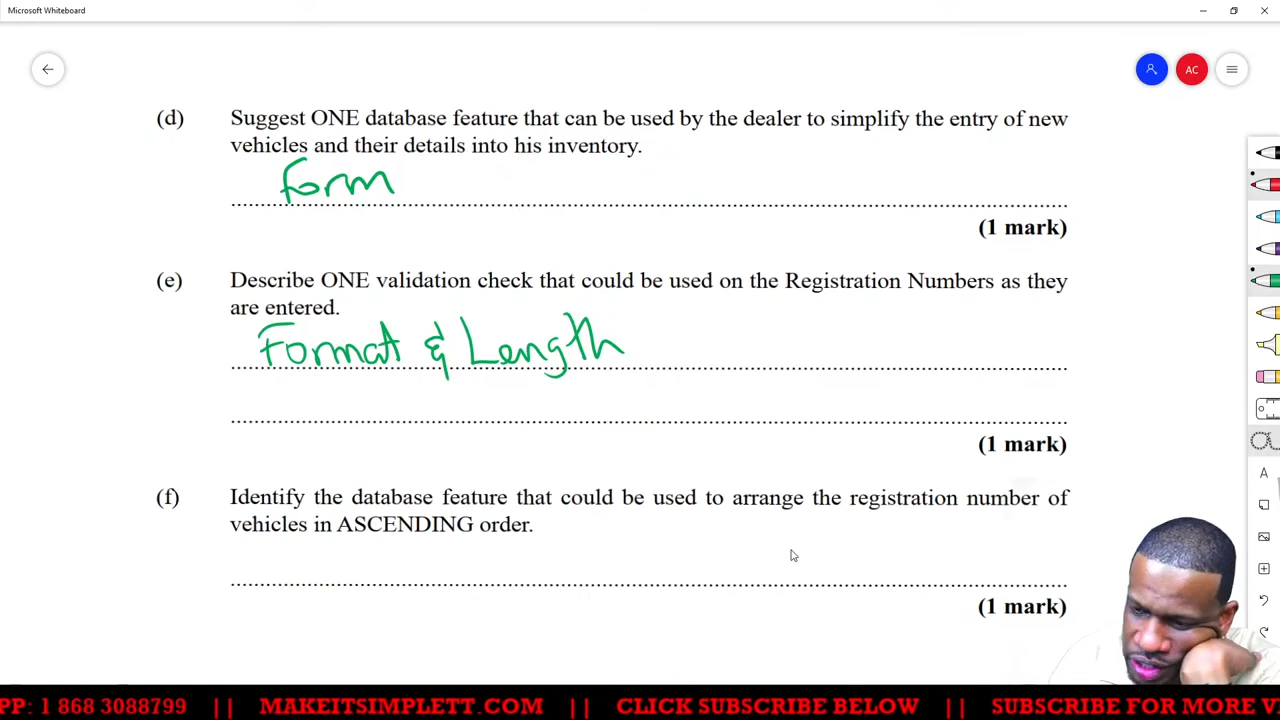 Microsoft Whiteboard
AC
(d) Suggest ONE database feature that can be used by the dealer to simplify the entry of new
vehicles and their details into his inventory.
form
(1 mark)
(e) Describe ONE validation check that could be used on the Registration Numbers as they
are entered.
Format & Length
(1 mark)
(f) Identify the database feature that could be used to arrange the registration number of
vehicles in ASCENDING order.
(1 mark)
PP: 1 868 3088799 || MAKEITSIMPLETT.COM || CLICK SUBSCRIBE BELOW || SUBSCRIBE FOR MORE V